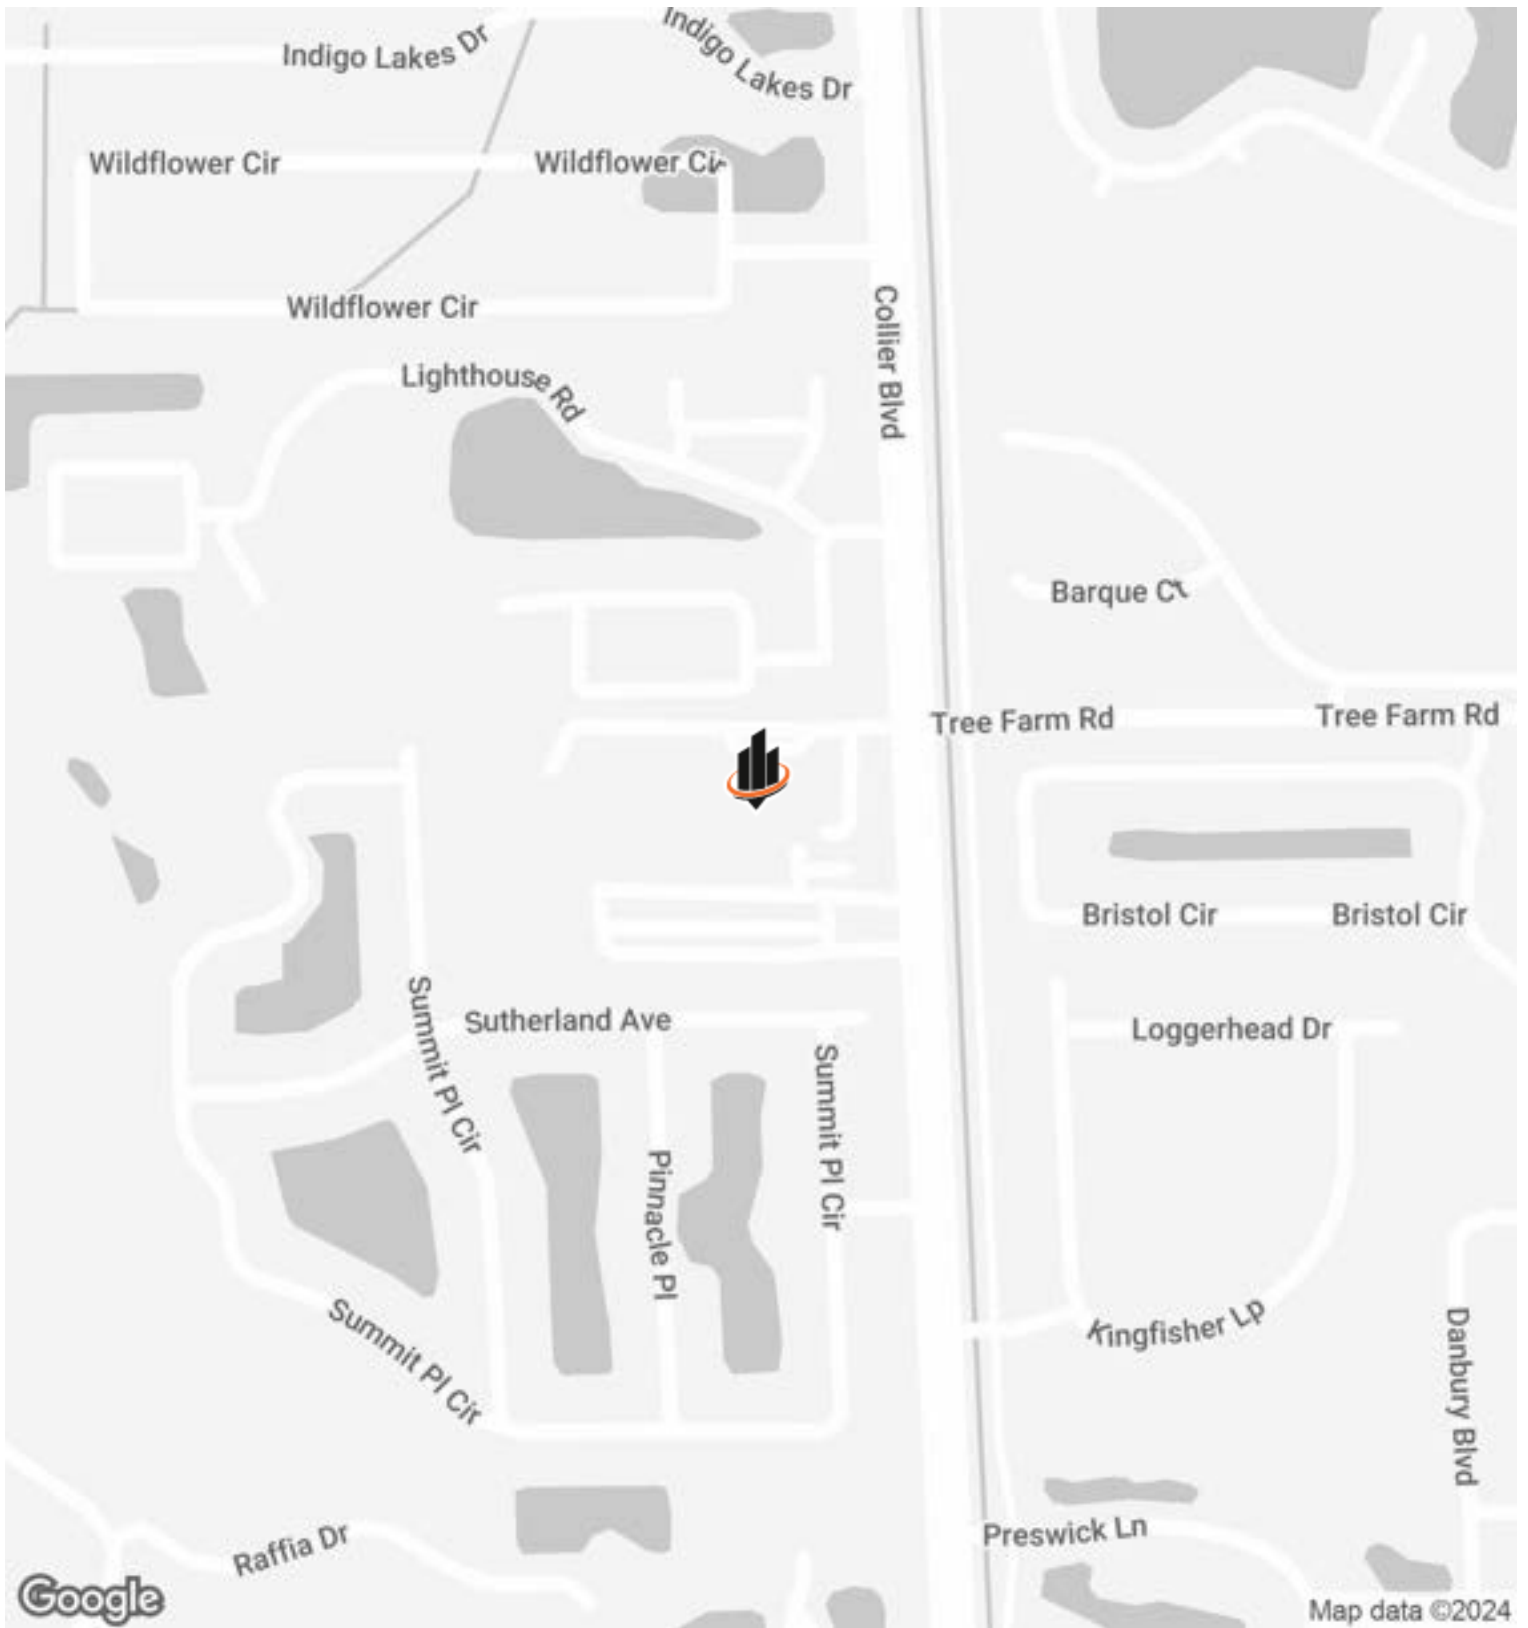 Indigo Lakes Dr
Indigo Lakes Dr
Wildflower Cir
Wildflower Cir
Wildflower Cir
Collier Blvd
Lighthouse Rd
Barque Ct
Tree Farm Rd
Tree Farm Rd
Bristol Cir
Bristol Cir
Summit Pl Cir
Sutherland Ave
Loggerhead Dr
Summit Pl Cir
Pinnacle Pl
Summit Pl Cir
Kingfisher Lp
Danbury Blvd
Raffia Dr
Preswick Ln
Google
Map data ©2024